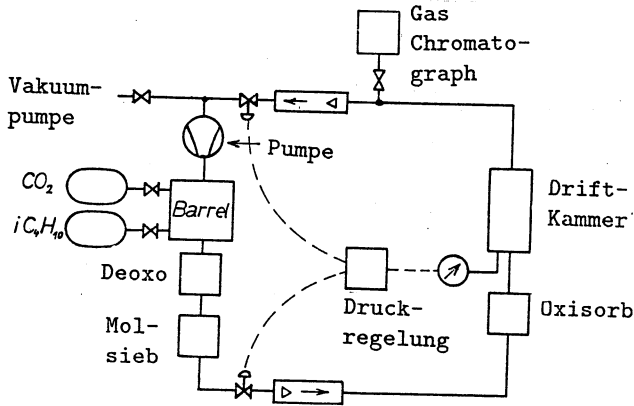 Gas
Chromato-
graph
Vakuum-
pumpe
Pumpe
CO₂
Barrel
iC₄H₁₀
Drift-
Kammer
Deoxo
Druck-
regelung
Oxisorb
Mol-
sieb